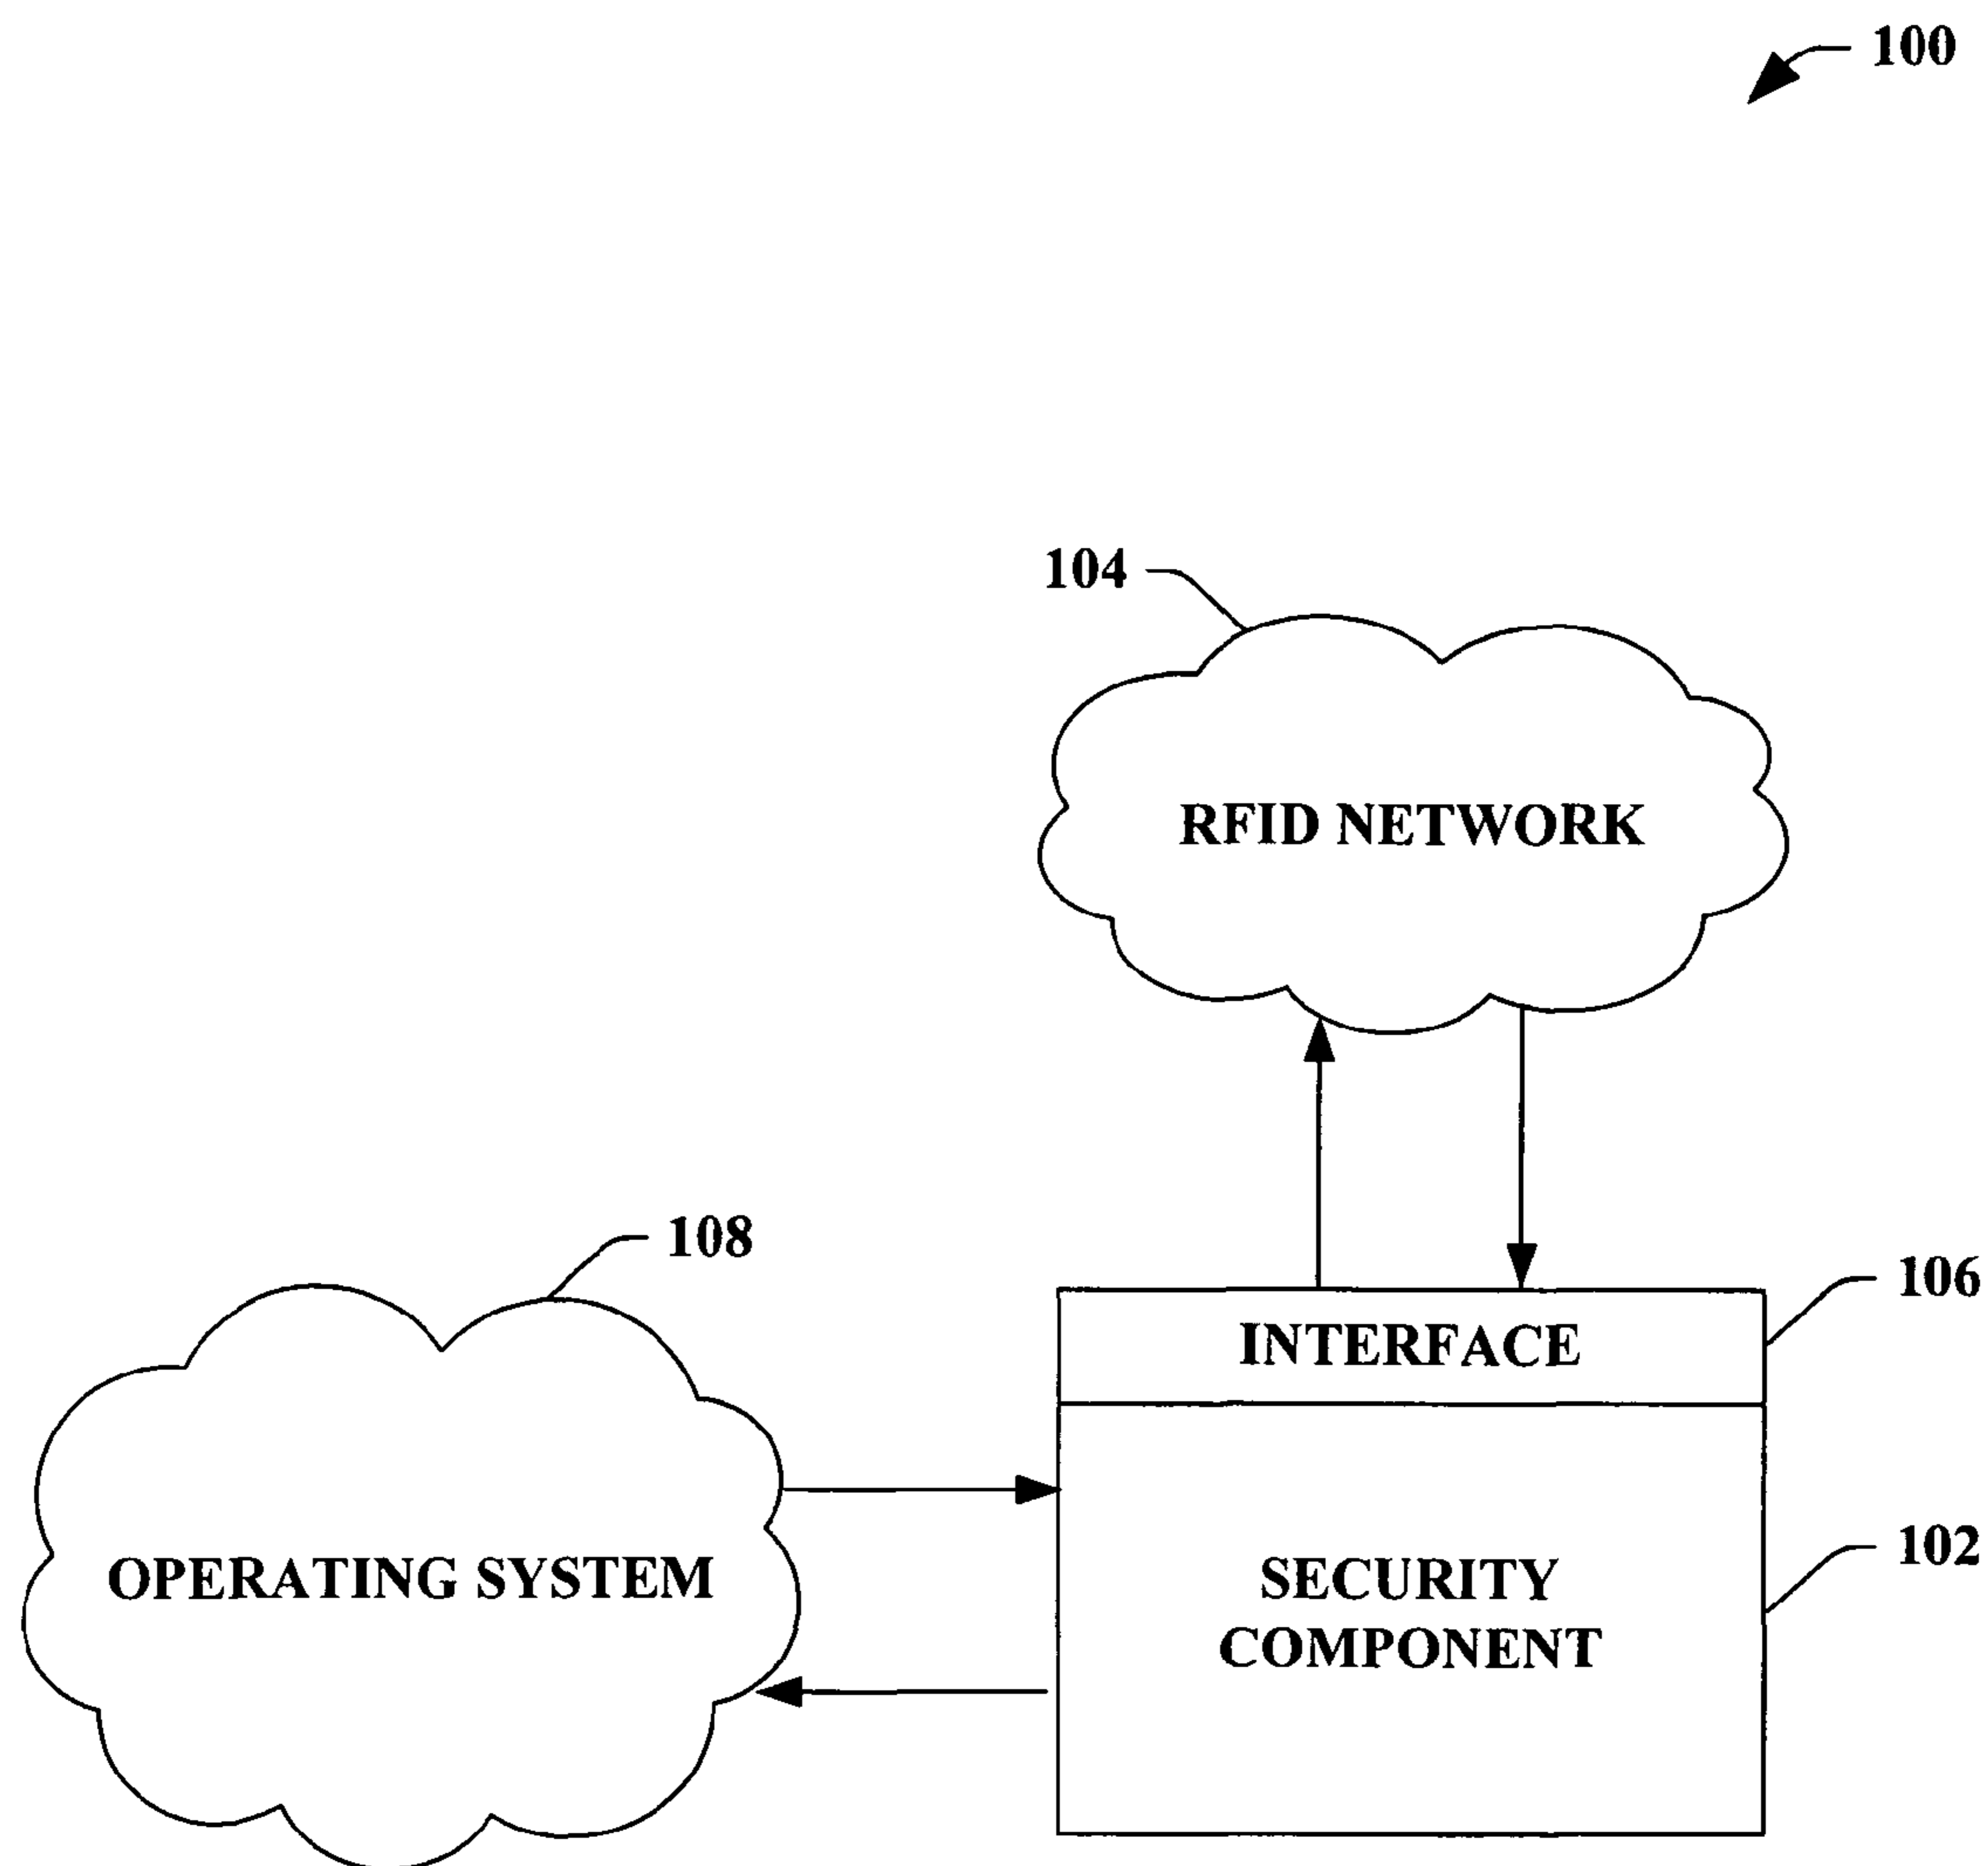 100
104
RFID NETWORK
108
106
INTERFACE
102
OPERATING SYSTEM
SECURITY
COMPONENT